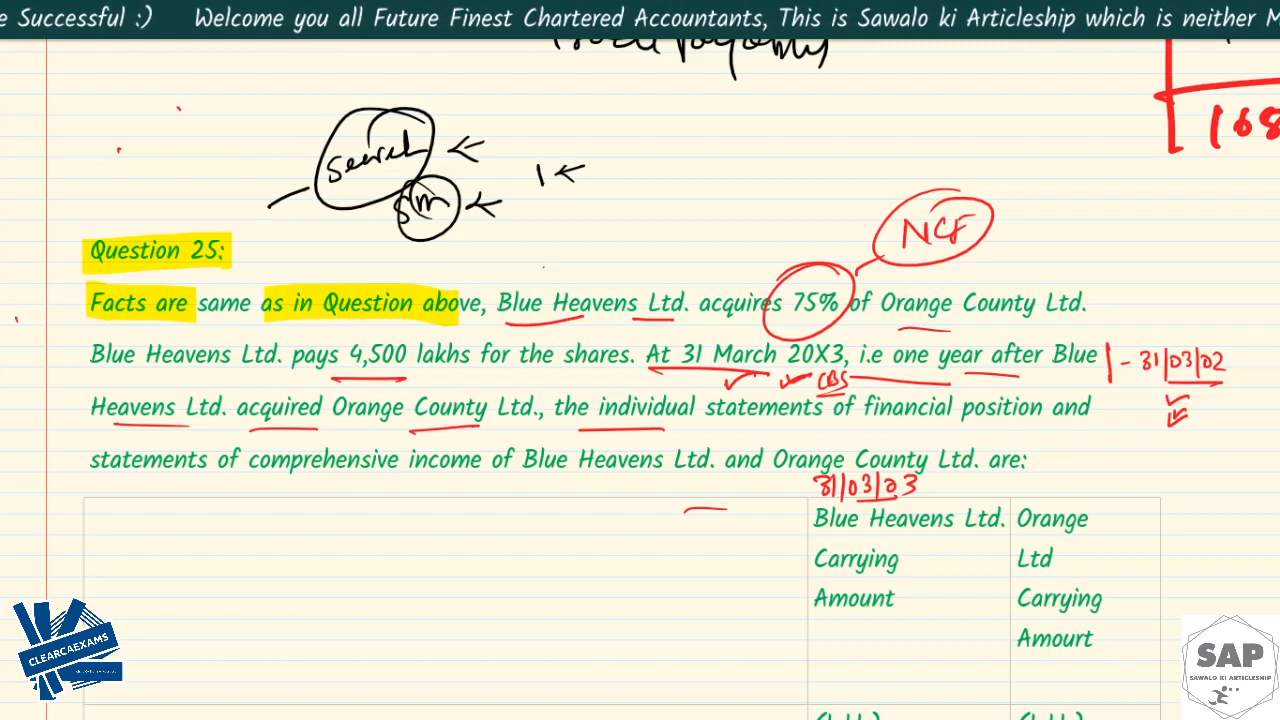 e Successful :) Welcome you all Future Finest Chartered Accountants, This is Sawalo ki Articleship which is neither M
168
Search
SM
1
NCF
Question 25:
Facts are same as in Question above, Blue Heavens Ltd. acquires 75% of Orange County Ltd.
Blue Heavens Ltd. pays 4,500 lakhs for the shares. At 31 March 20X3, i.e one year after Blue
1 - 31/03/02
CBS
Heavens Ltd. acquired Orange County Ltd., the individual statements of financial position and
statements of comprehensive income of Blue Heavens Ltd. and Orange County Ltd. are:
31/03/03
Blue Heavens Ltd. Orange
Carrying Ltd
Amount Carrying
Amourt
CLEARCAEXAMS
SAP
SAWALO KI ARTICLESHIP